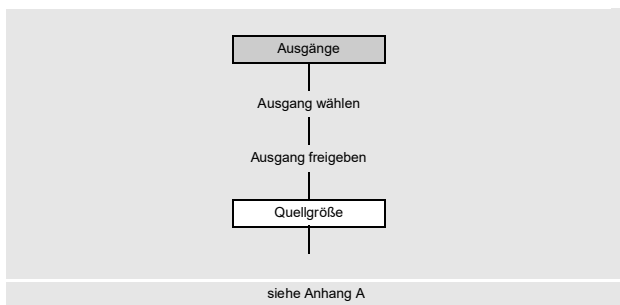 Ausgänge
Ausgang wählen
Ausgang freigeben
Quellgröße
siehe Anhang A